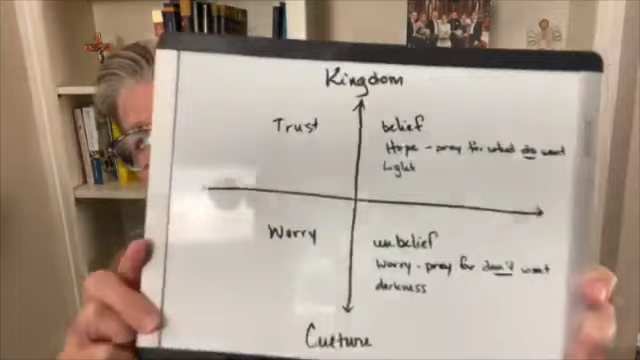 Kingdom
Trust
belief
Hope - pray for what do want
Light
Worry
unbelief
Worry - pray for don't want
darkness
Culture